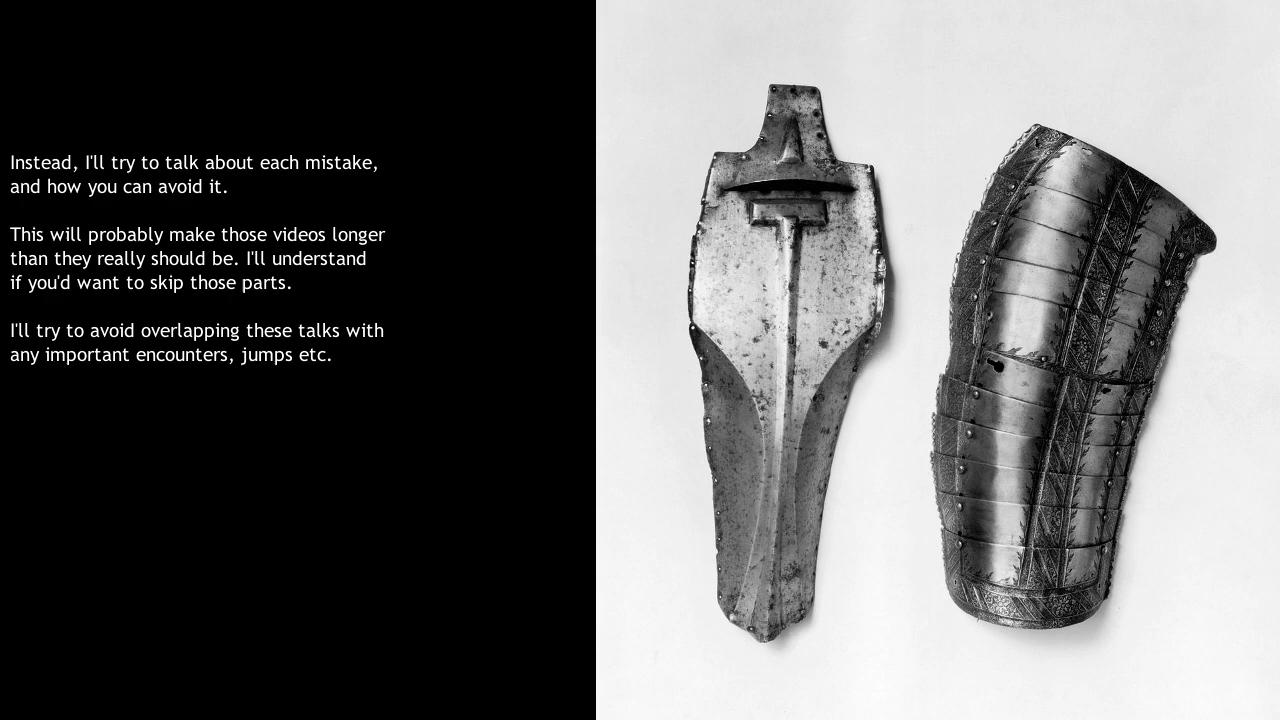 Instead, I'll try to talk about each mistake,
and how you can avoid it.
This will probably make those videos longer
than they really should be. I'll understand
if you'd want to skip those parts.
I'll try to avoid overlapping these talks with
any important encounters, jumps etc.